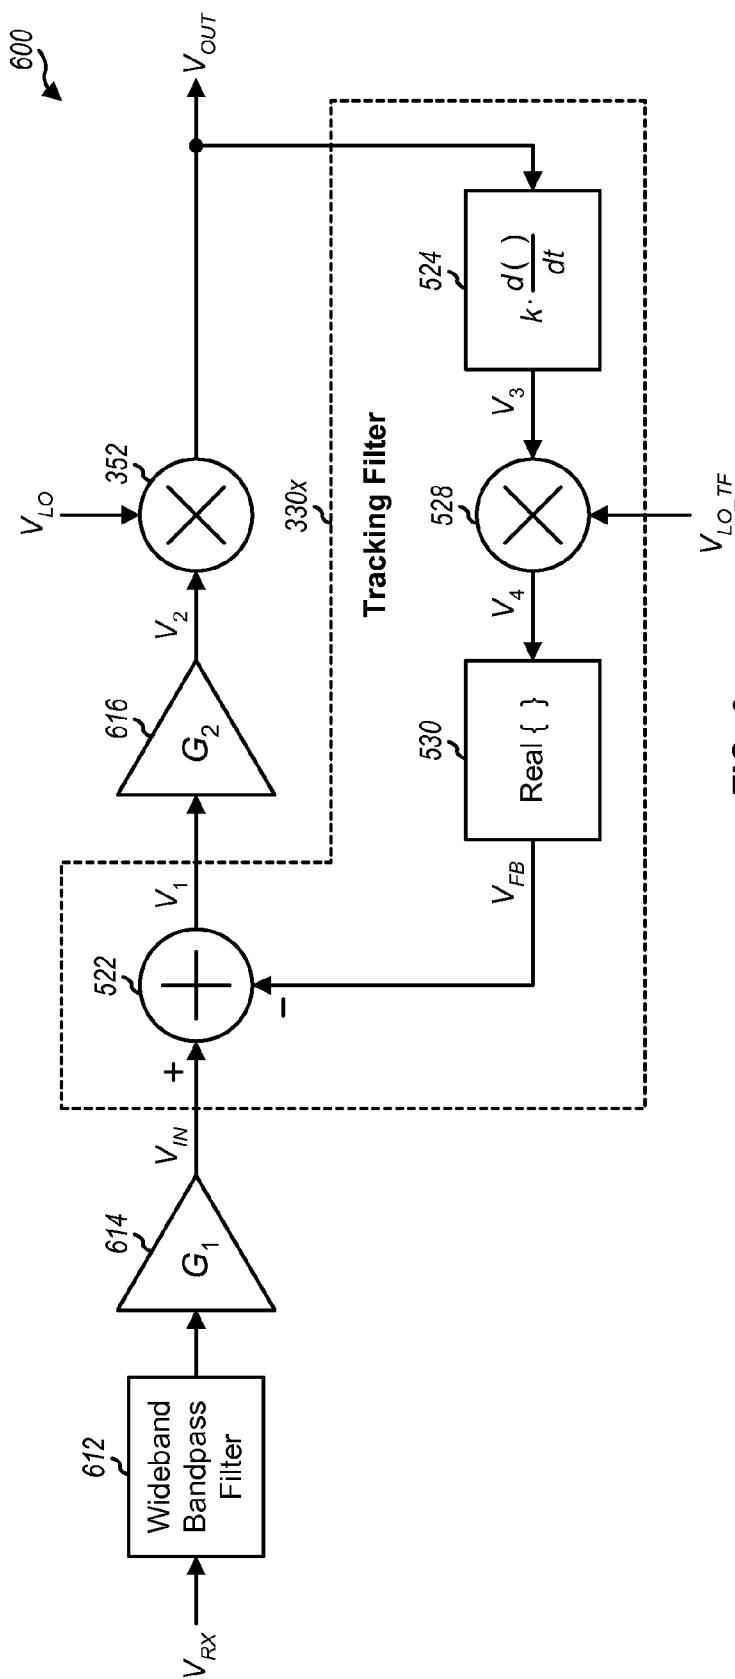 600
V_RX
612
Wideband
Bandpass
Filter
614
G_1
V_IN
+
522
-
V_1
616
G_2
V_2
V_LO
352
V_OUT
330x
Tracking Filter
V_FB
530
Real { }
V_4
528
V_LO_TF
V_3
524
k · d( ) / dt